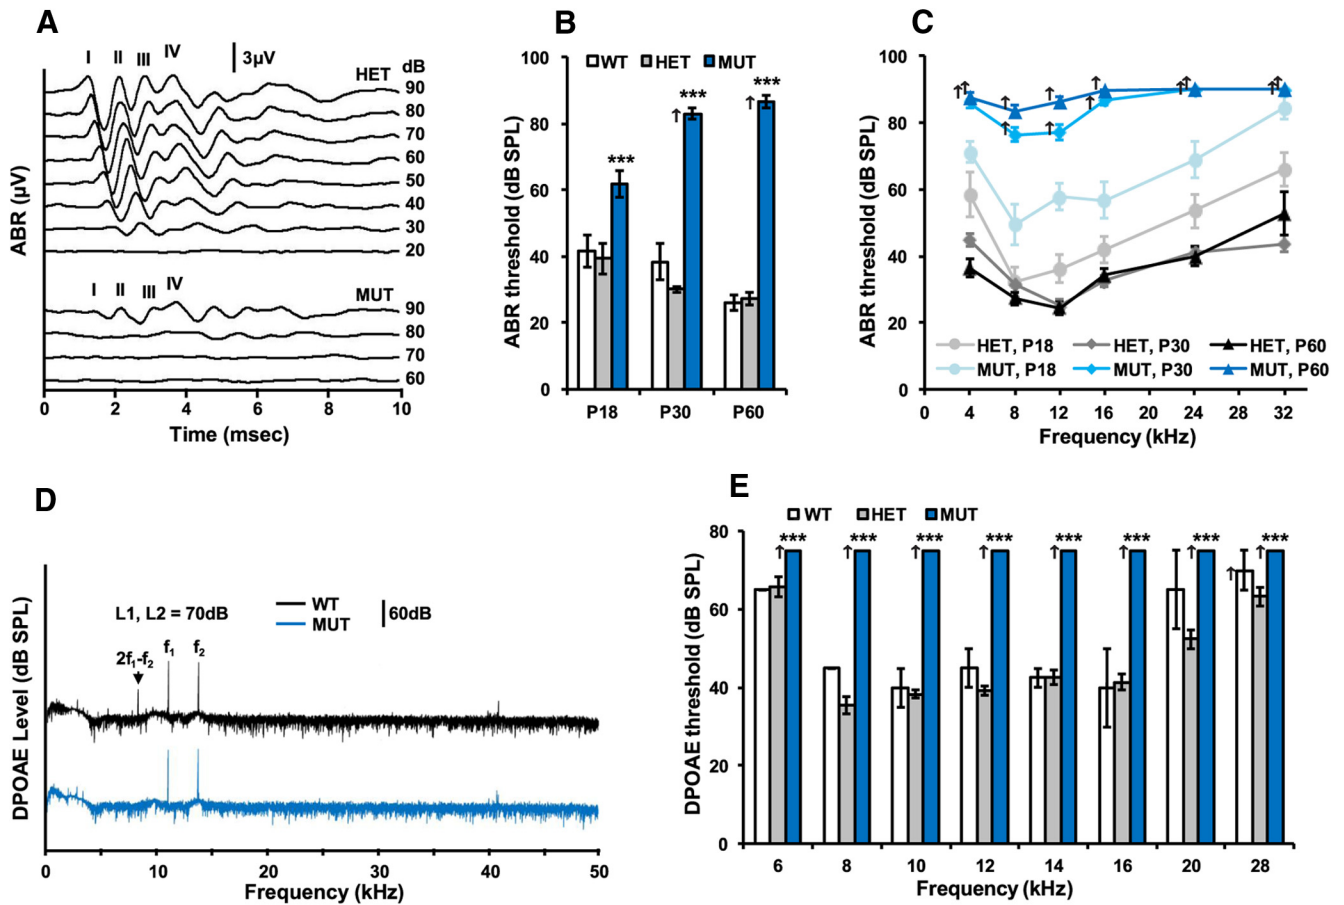 A
I II III IV
3µV
HET
dB
90
80
70
60
50
40
30
20
I II III IV
MUT
90
80
70
60
ABR (µV)
0 2 4 6 8 10
Time (msec)
B
WT HET MUT
100
80
60
40
20
0
ABR threshold (dB SPL)
***
↑ ***
↑ ***
P18 P30 P60
C
100
80
60
40
20
0
ABR threshold (dB SPL)
↑↑ ↑ ↑ ↑ ↑↑ ↑↑
↑ ↑ ↑
HET, P18 HET, P30 HET, P60
MUT, P18 MUT, P30 MUT, P60
0 4 8 12 16 20 24 28 32
Frequency (kHz)
D
L1, L2 = 70dB
WT
MUT
60dB
2f1-f2 f1 f2
DPOAE Level (dB SPL)
0 10 20 30 40 50
Frequency (kHz)
E
WT HET MUT
80
60
40
20
0
DPOAE threshold (dB SPL)
↑*** ↑*** ↑*** ↑*** ↑*** ↑*** ↑*** ↑***
↑
6 8 10 12 14 16 20 28
Frequency (kHz)